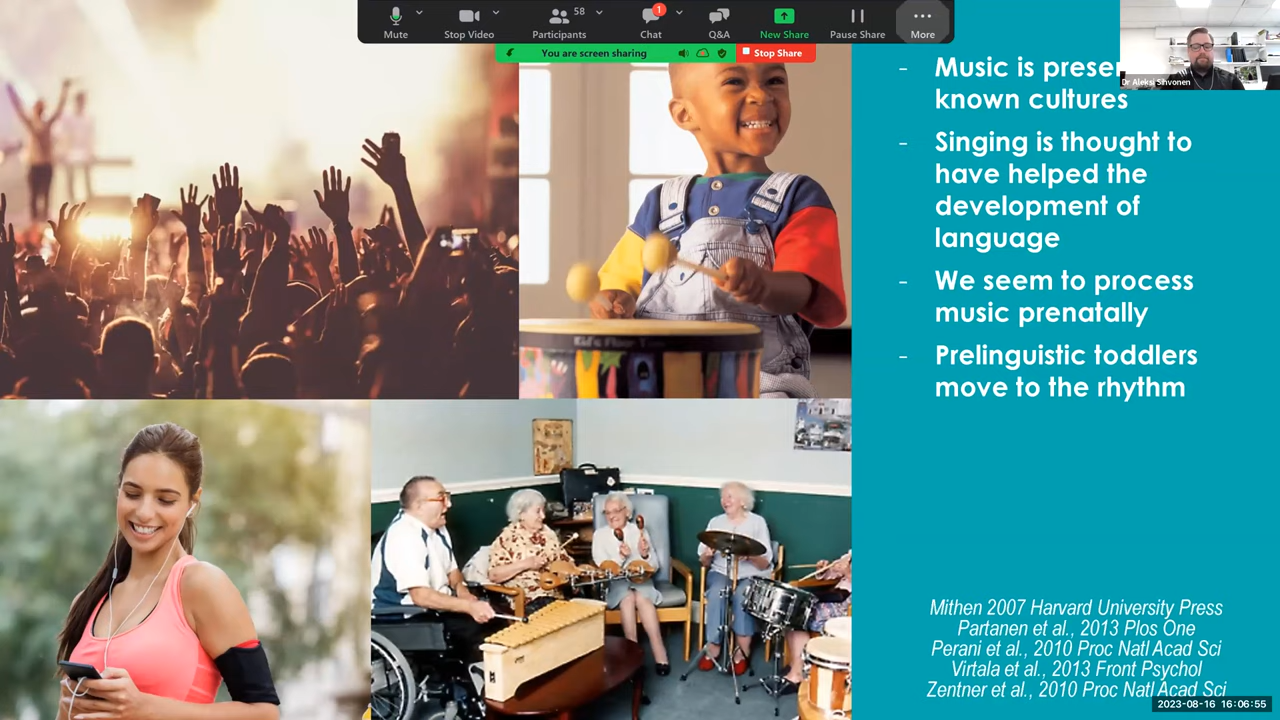 58
1
Mute
Stop Video
Participants
Chat
Q&A
New Share
Pause Share
More
You are screen sharing
Stop Share
Dr Aleksi Sihvonen
- Music is
known cultures
- Singing is thought to
have helped the
development of
language
- We seem to process
music prenatally
- Prelinguistic toddlers
move to the rhythm
Kid's Floor
Mithen 2007 Harvard University Press
Partanen et al., 2013 Plos One
Perani et al., 2010 Proc Natl Acad Sci
Virtala et al., 2013 Front Psychol
Zentner et al., 2010 Proc Natl Acad Sci
2023-08-16 16:06:55